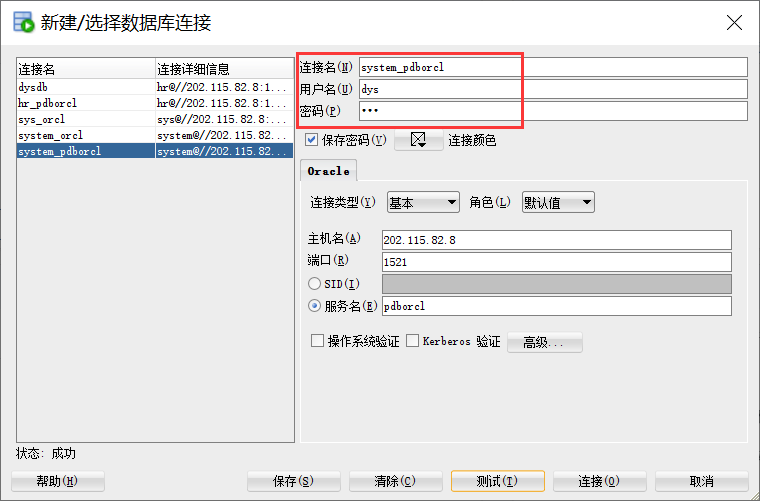 新建/选择数据库连接
连接名 连接详细信息
dysdb hr@//202.115.82.8:1...
hr_pdborcl hr@//202.115.82.8:1...
sys_orcl sys@//202.115.82.8:...
system_orcl system@//202.115.82...
system_pdborcl system@//202.115.82...
连接名(N) system_pdborcl
用户名(U) dys
密码(P) •••
保存密码(V) 连接颜色
Oracle
连接类型(Y) 基本 角色(L) 默认值
主机名(A) 202.115.82.8
端口(R) 1521
SID(I)
服务名(E) pdborcl
操作系统验证 Kerberos 验证 高级...
状态: 成功
帮助(H) 保存(S) 清除(C) 测试(T) 连接(O) 取消